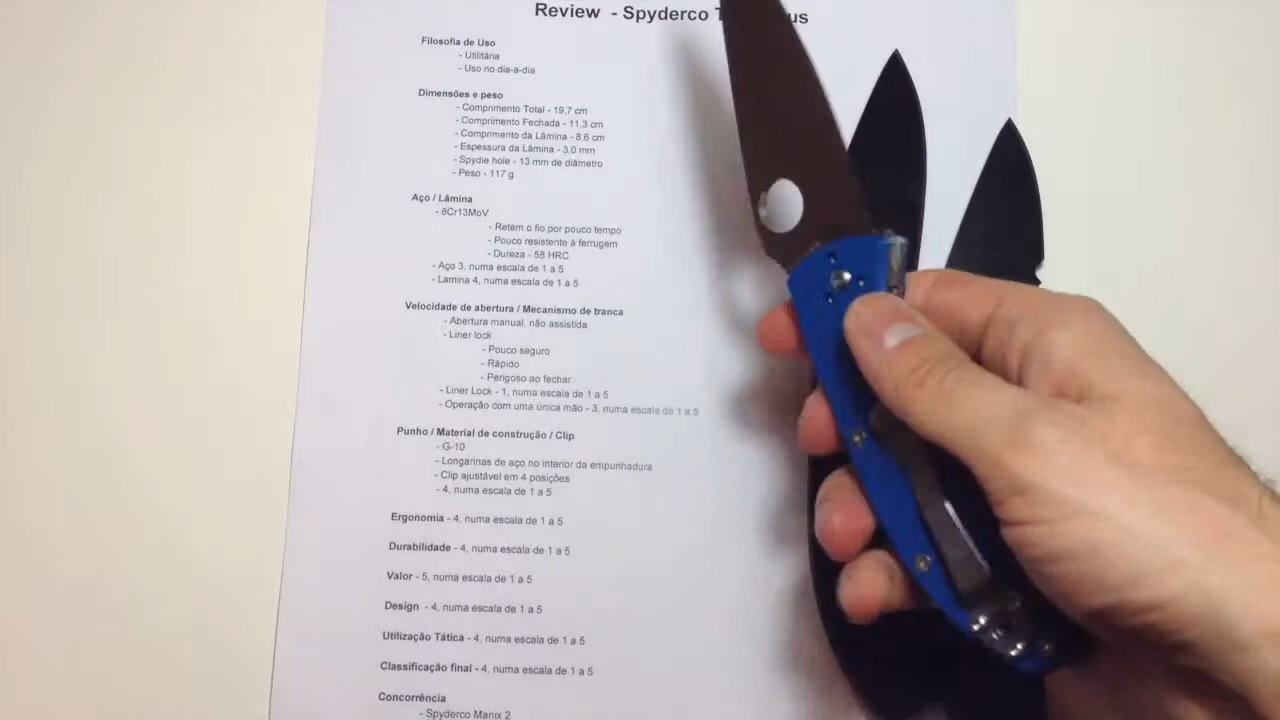 Review - Spyderco
Filosofia de Uso
- Utilitária
- Uso no dia-a-dia
Dimensões e peso
- Comprimento Total - 19,7 cm
- Comprimento Fechada - 11,3 cm
- Comprimento da Lâmina - 8,6 cm
- Espessura da Lâmina - 3,0 mm
- Spydie hole - 13 mm de diâmetro
- Peso - 117 g
Aço / Lâmina
- 8Cr13MoV
- Retém o fio por pouco tempo
- Pouco resistente à ferrugem
- Dureza - 58 HRC
- Aço 3, numa escala de 1 a 5
- Lamina 4, numa escala de 1 a 5
Velocidade de abertura / Mecanismo de tranca
- Abertura manual, não assistida
- Liner lock
- Pouco seguro
- Rápido
- Perigoso ao fechar
- Liner Lock - 1, numa escala de 1 a 5
- Operação com uma única mão - 3, numa escala de 1 a 5
Punho / Material de construção / Clip
- G-10
- Longarinas de aço no interior da empunhadura
- Clip ajustável em 4 posições
- 4, numa escala de 1 a 5
Ergonomia - 4, numa escala de 1 a 5
Durabilidade - 4, numa escala de 1 a 5
Valor - 5, numa escala de 1 a 5
Design - 4, numa escala de 1 a 5
Utilização Tática - 4, numa escala de 1 a 5
Classificação final - 4, numa escala de 1 a 5
Concorrência
- Spyderco Manix 2